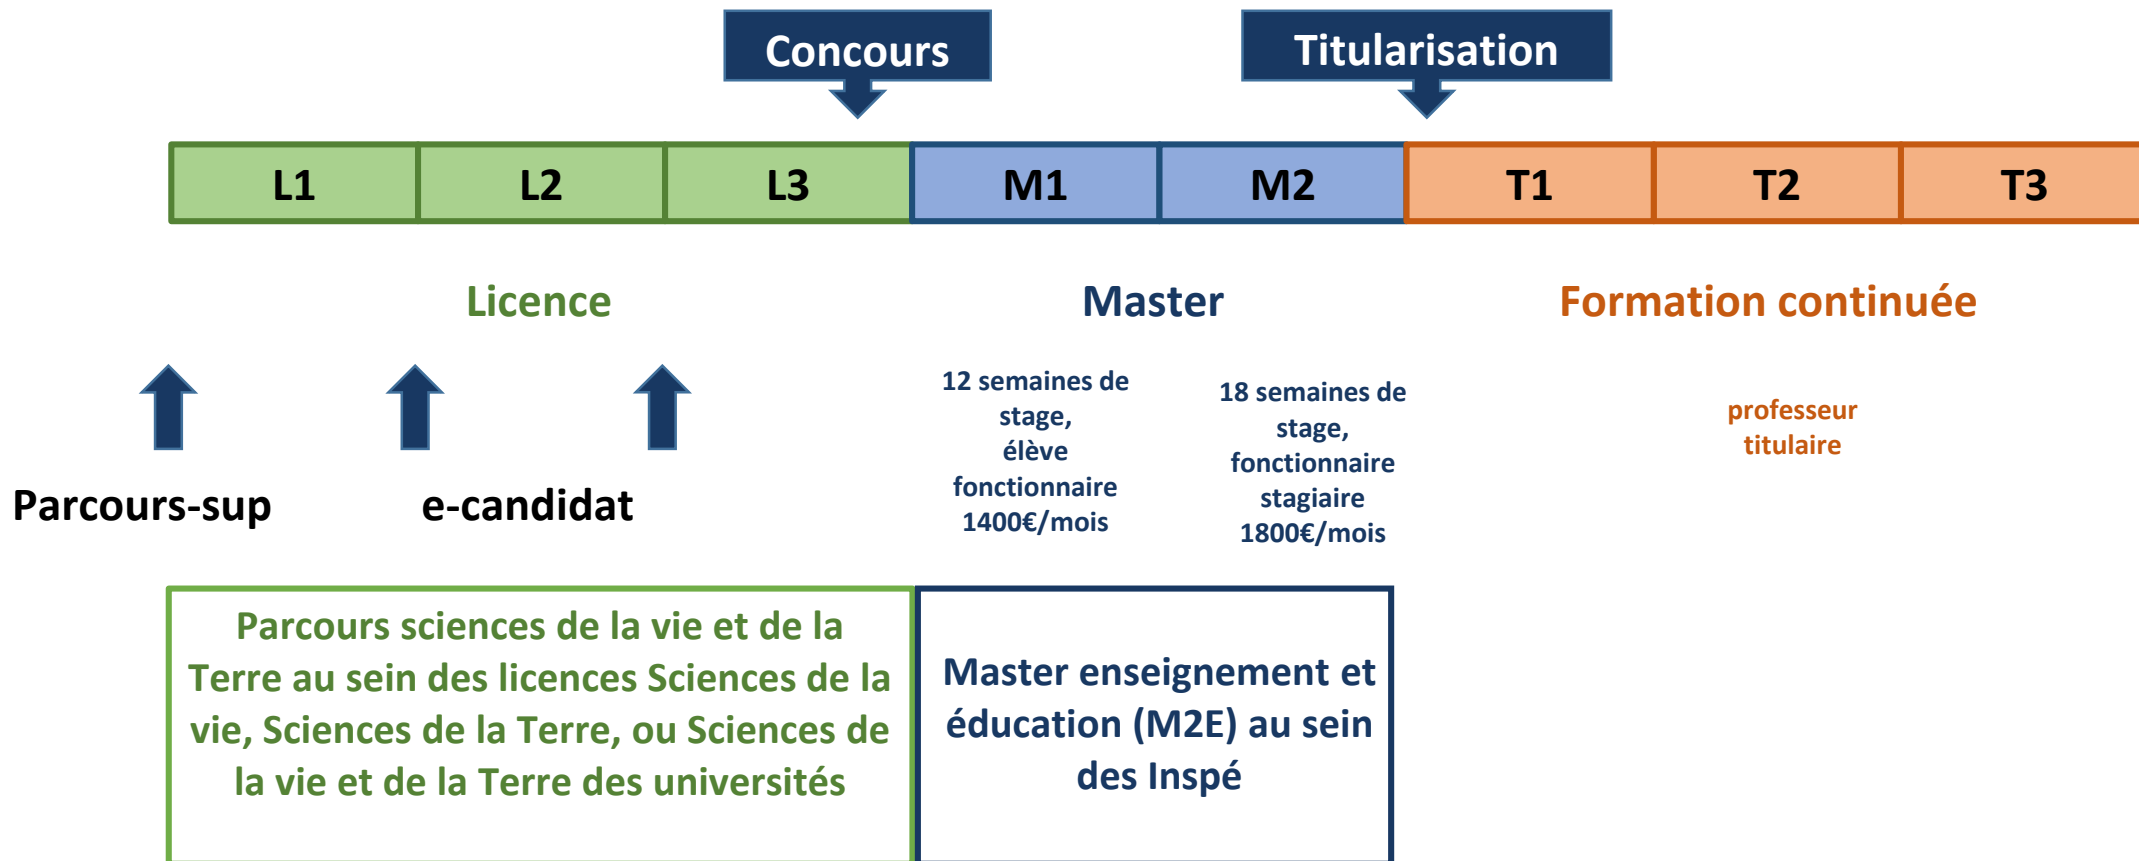 Concours
Titularisation
L1
L2
L3
M1
M2
T1
T2
T3
Licence
Master
Formation continuée
12 semaines de
stage,
élève
fonctionnaire
1400€/mois
18 semaines de
stage,
fonctionnaire
stagiaire
1800€/mois
professeur
titulaire
Parcours-sup
e-candidat
Parcours sciences de la vie et de la
Terre au sein des licences Sciences de la
vie, Sciences de la Terre, ou Sciences de
la vie et de la Terre des universités
Master enseignement et
éducation (M2E) au sein
des Inspé